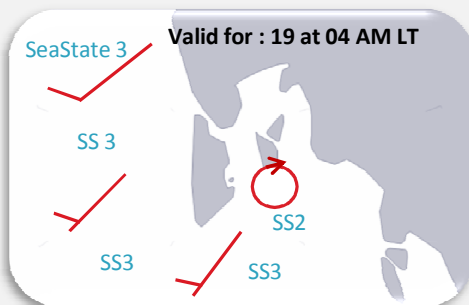 Valid for : 19 at 04 AM LT
SeaState 3
SS 3
SS2
SS3
SS3